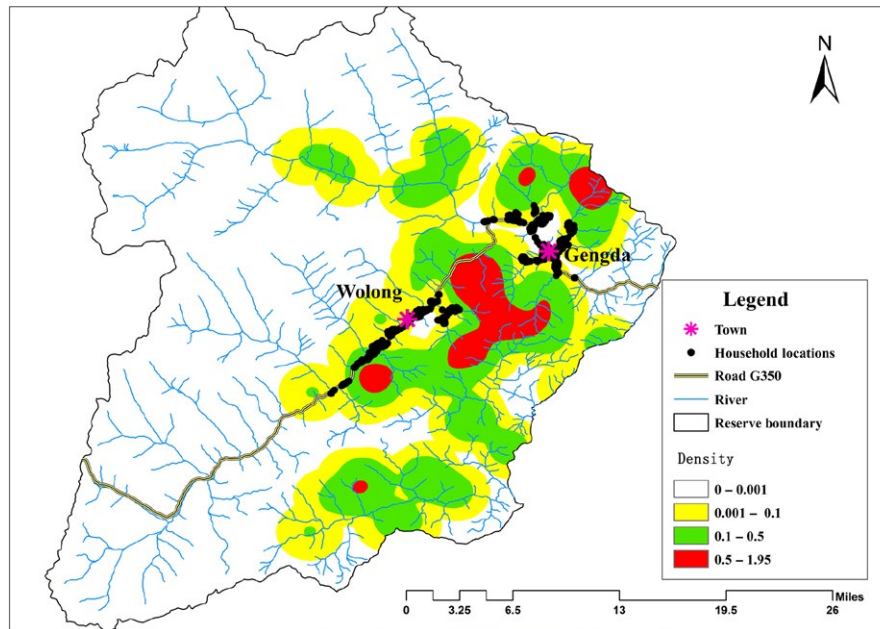 N
Gengda
Wolong
Legend
Town
Household locations
Road G350
River
Reserve boundary
Density
0 – 0.001
0.001 – 0.1
0.1 – 0.5
0.5 – 1.95
Miles
0 3.25 6.5 13 19.5 26